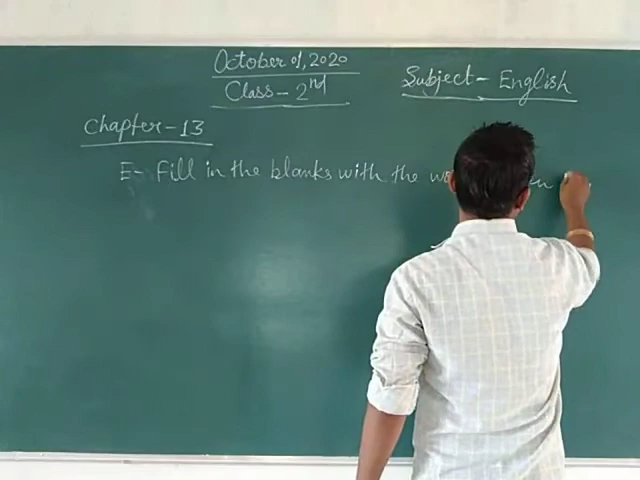 October 01, 2020
Class - 2nd
Subject - English
Chapter - 13
E- Fill in the blanks with the